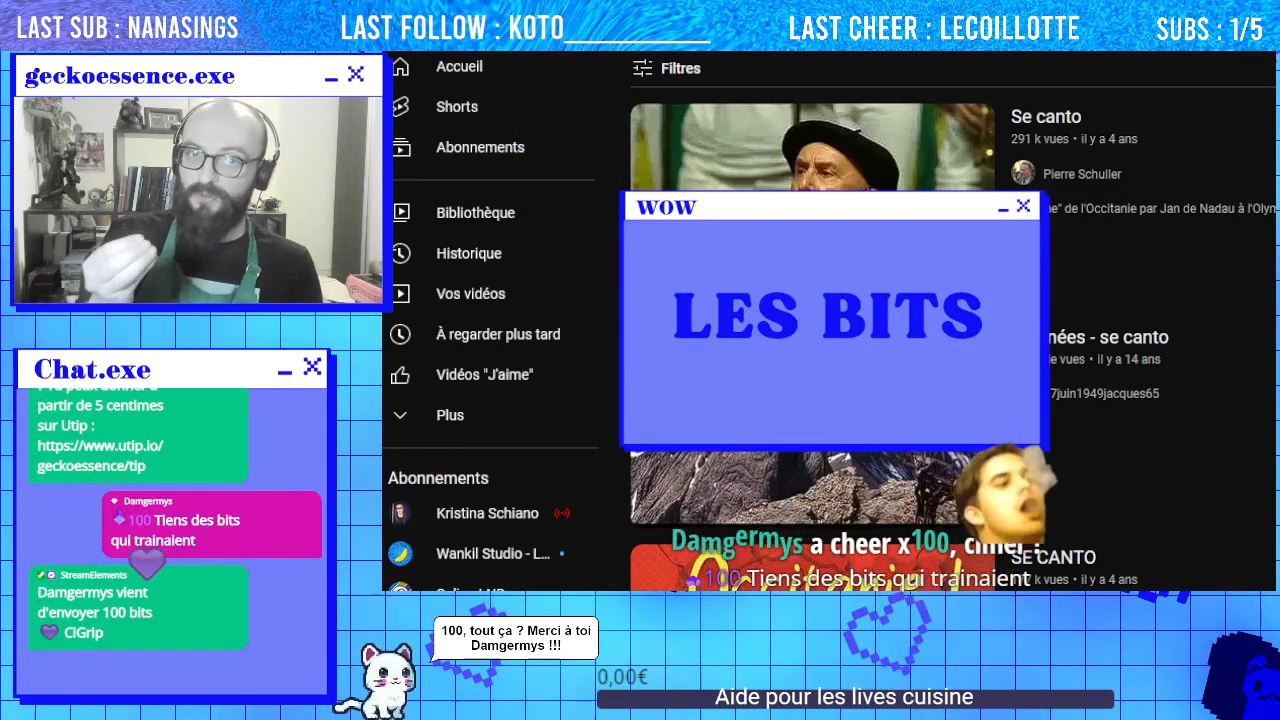 LAST SUB : NANASINGS
LAST FOLLOW : KOTO__________
LAST CHEER : LECOILLOTTE
SUBS : 1/5
geckoessence.exe
Accueil
Shorts
Abonnements
Bibliothèque
Historique
Vos vidéos
À regarder plus tard
Vidéos "J'aime"
Plus
Abonnements
Kristina Schiano
Wankil Studio - L...
Filtres
Se canto
291 k vues • il y a 4 ans
Pierre Schuller
de l'Occitanie par Jan de Nadau à
WOW
LES BITS
- se canto
vues • il y a 14 ans
7juin1949jacques65
SE CANTO
k vues • il y a 4 ans
Damgermys a cheer x100, cimer !
100 Tiens des bits qui trainaient
Chat.exe
partir de 5 centimes
sur Utip :
https://www.utip.io/
geckoessence/tip
Damgermys
100 Tiens des bits
qui trainaient
StreamElements
Damgermys vient
d'envoyer 100 bits
ClGrip
100, tout ça ? Merci à toi
Damgermys !!!
0,00€
Aide pour les lives cuisine